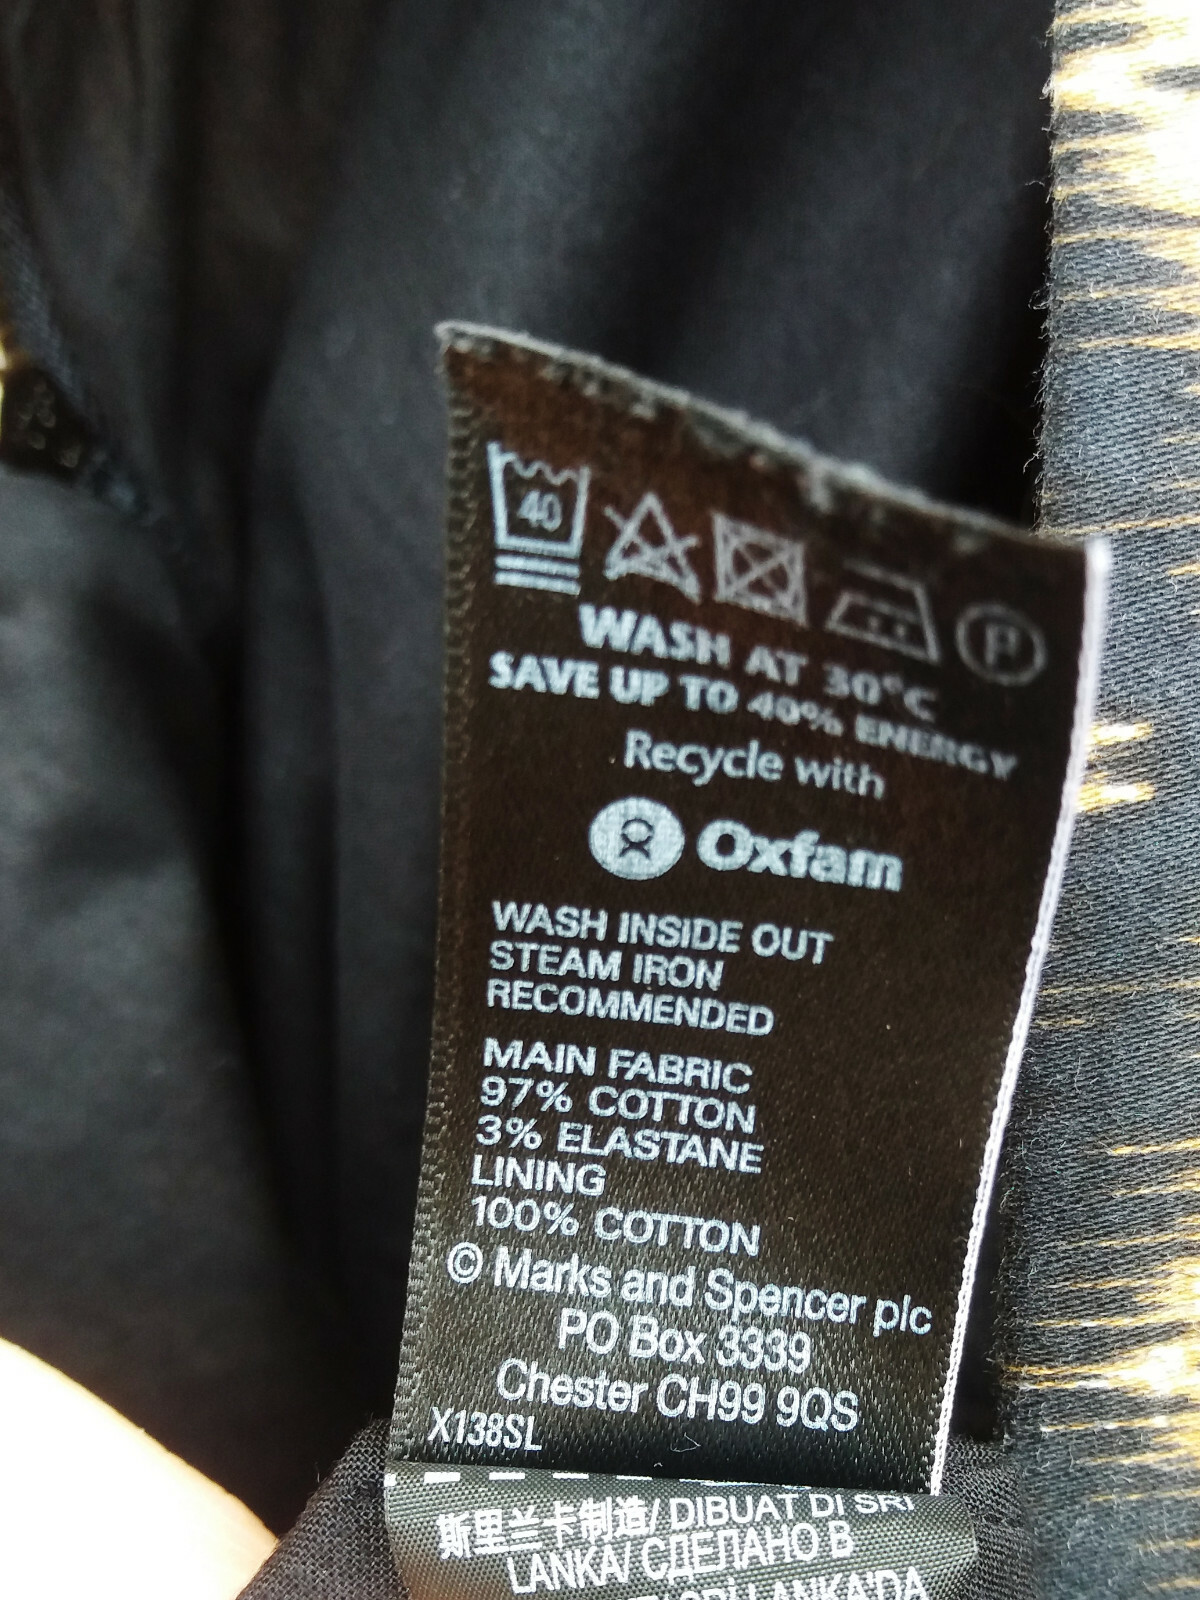 40
P
WASH AT 30°C
SAVE UP TO 40% ENERGY
Recycle with
Oxfam
WASH INSIDE OUT
STEAM IRON
RECOMMENDED
MAIN FABRIC
97% COTTON
3% ELASTANE
LINING
100% COTTON
© Marks and Spencer plc
PO Box 3339
Chester CH99 9QS
X138SL
斯里兰卡制造/ DIBUAT DI SRI
LANKA/ СДЕЛАНО В
LANKA'DA